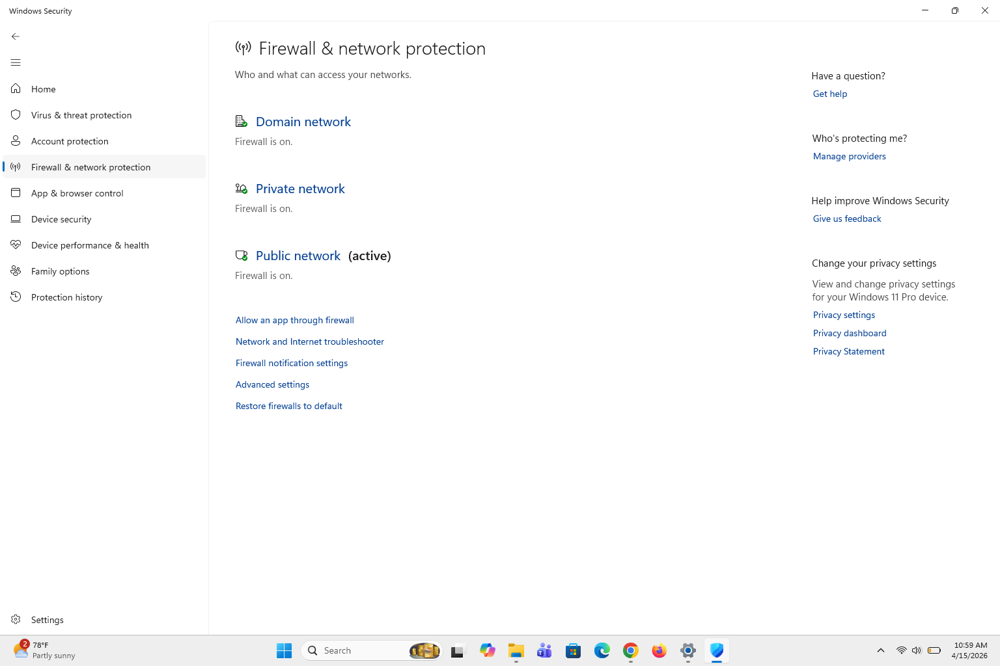 Windows Security
Home
Virus & threat protection
Account protection
Firewall & network protection
App & browser control
Device security
Device performance & health
Family options
Protection history
Settings
Firewall & network protection
Who and what can access your networks.
Domain network
Firewall is on.
Private network
Firewall is on.
Public network (active)
Firewall is on.
Allow an app through firewall
Network and Internet troubleshooter
Firewall notification settings
Advanced settings
Restore firewalls to default
Have a question?
Get help
Who's protecting me?
Manage providers
Help improve Windows Security
Give us feedback
Change your privacy settings
View and change privacy settings
for your Windows 11 Pro device.
Privacy settings
Privacy dashboard
Privacy Statement
2
78°F
Partly sunny
Search
T
10:59 AM
4/15/2026